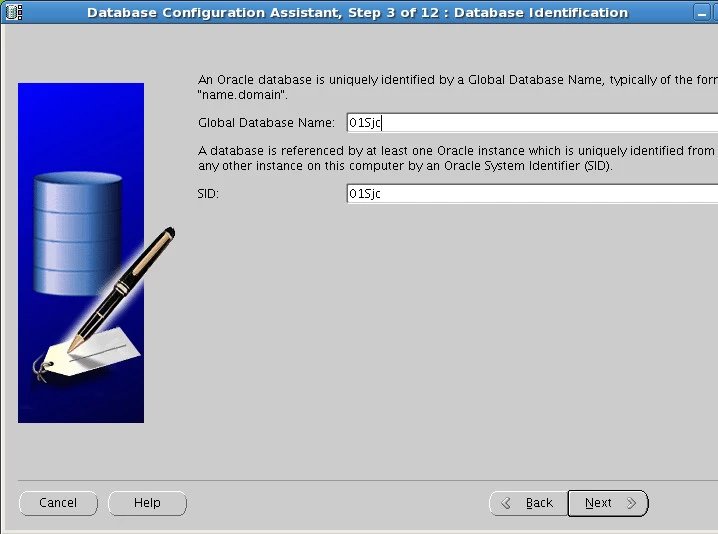 Database Configuration Assistant, Step 3 of 12 : Database Identification
An Oracle database is uniquely identified by a Global Database Name, typically of the for
"name.domain".
Global Database Name: 01Sjc
A database is referenced by at least one Oracle instance which is uniquely identified from
any other instance on this computer by an Oracle System Identifier (SID).
SID: 01Sjc
Cancel Help Back Next